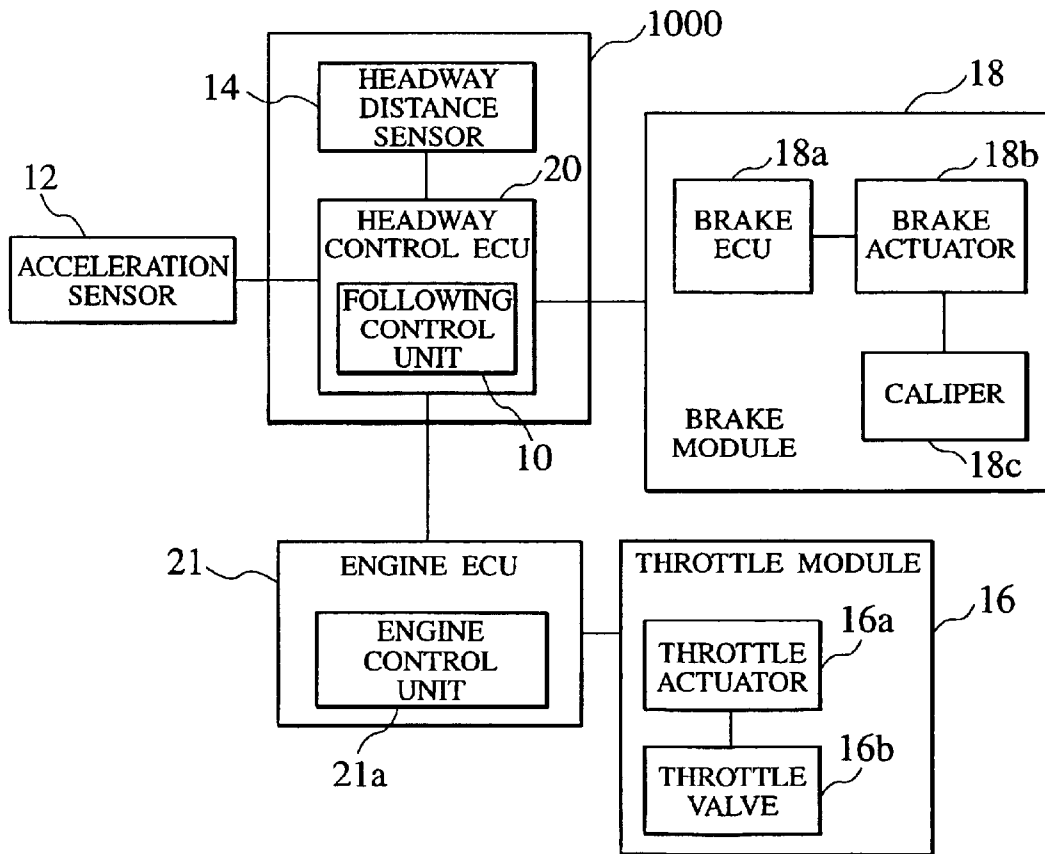 1000
14
HEADWAY
DISTANCE
SENSOR
18
12
20
18a
18b
ACCELERATION
SENSOR
HEADWAY
CONTROL ECU
FOLLOWING
CONTROL
UNIT
10
BRAKE
ECU
BRAKE
ACTUATOR
CALIPER
18c
BRAKE
MODULE
21
ENGINE ECU
ENGINE
CONTROL
UNIT
21a
THROTTLE MODULE
16
16a
THROTTLE
ACTUATOR
16b
THROTTLE
VALVE